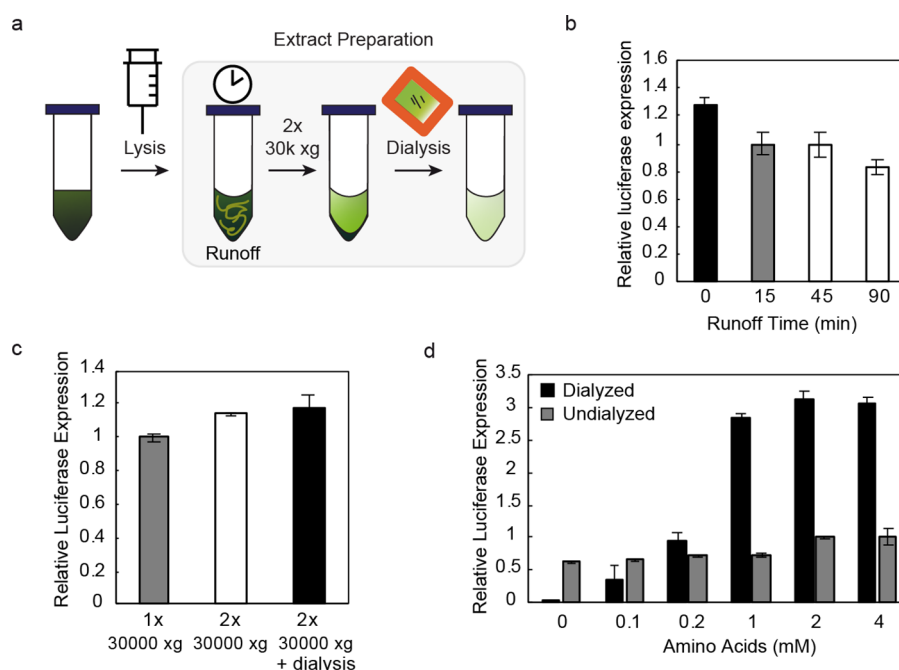 a
Extract Preparation
Lysis
2x
30k xg
Dialysis
Runoff
b
Relative luciferase expression
1.6
1.4
1.2
1
0.8
0.6
0.4
0.2
0
0 15 45 90
Runoff Time (min)
c
Relative Luciferase Expression
1.4
1.2
1
0.8
0.6
0.4
0.2
0
1x 2x 2x
30000 xg 30000 xg 30000 xg
+ dialysis
d
Relative Luciferase Expression
3.5
3
2.5
2
1.5
1
0.5
0
Dialyzed
Undialyzed
0 0.1 0.2 1 2 4
Amino Acids (mM)